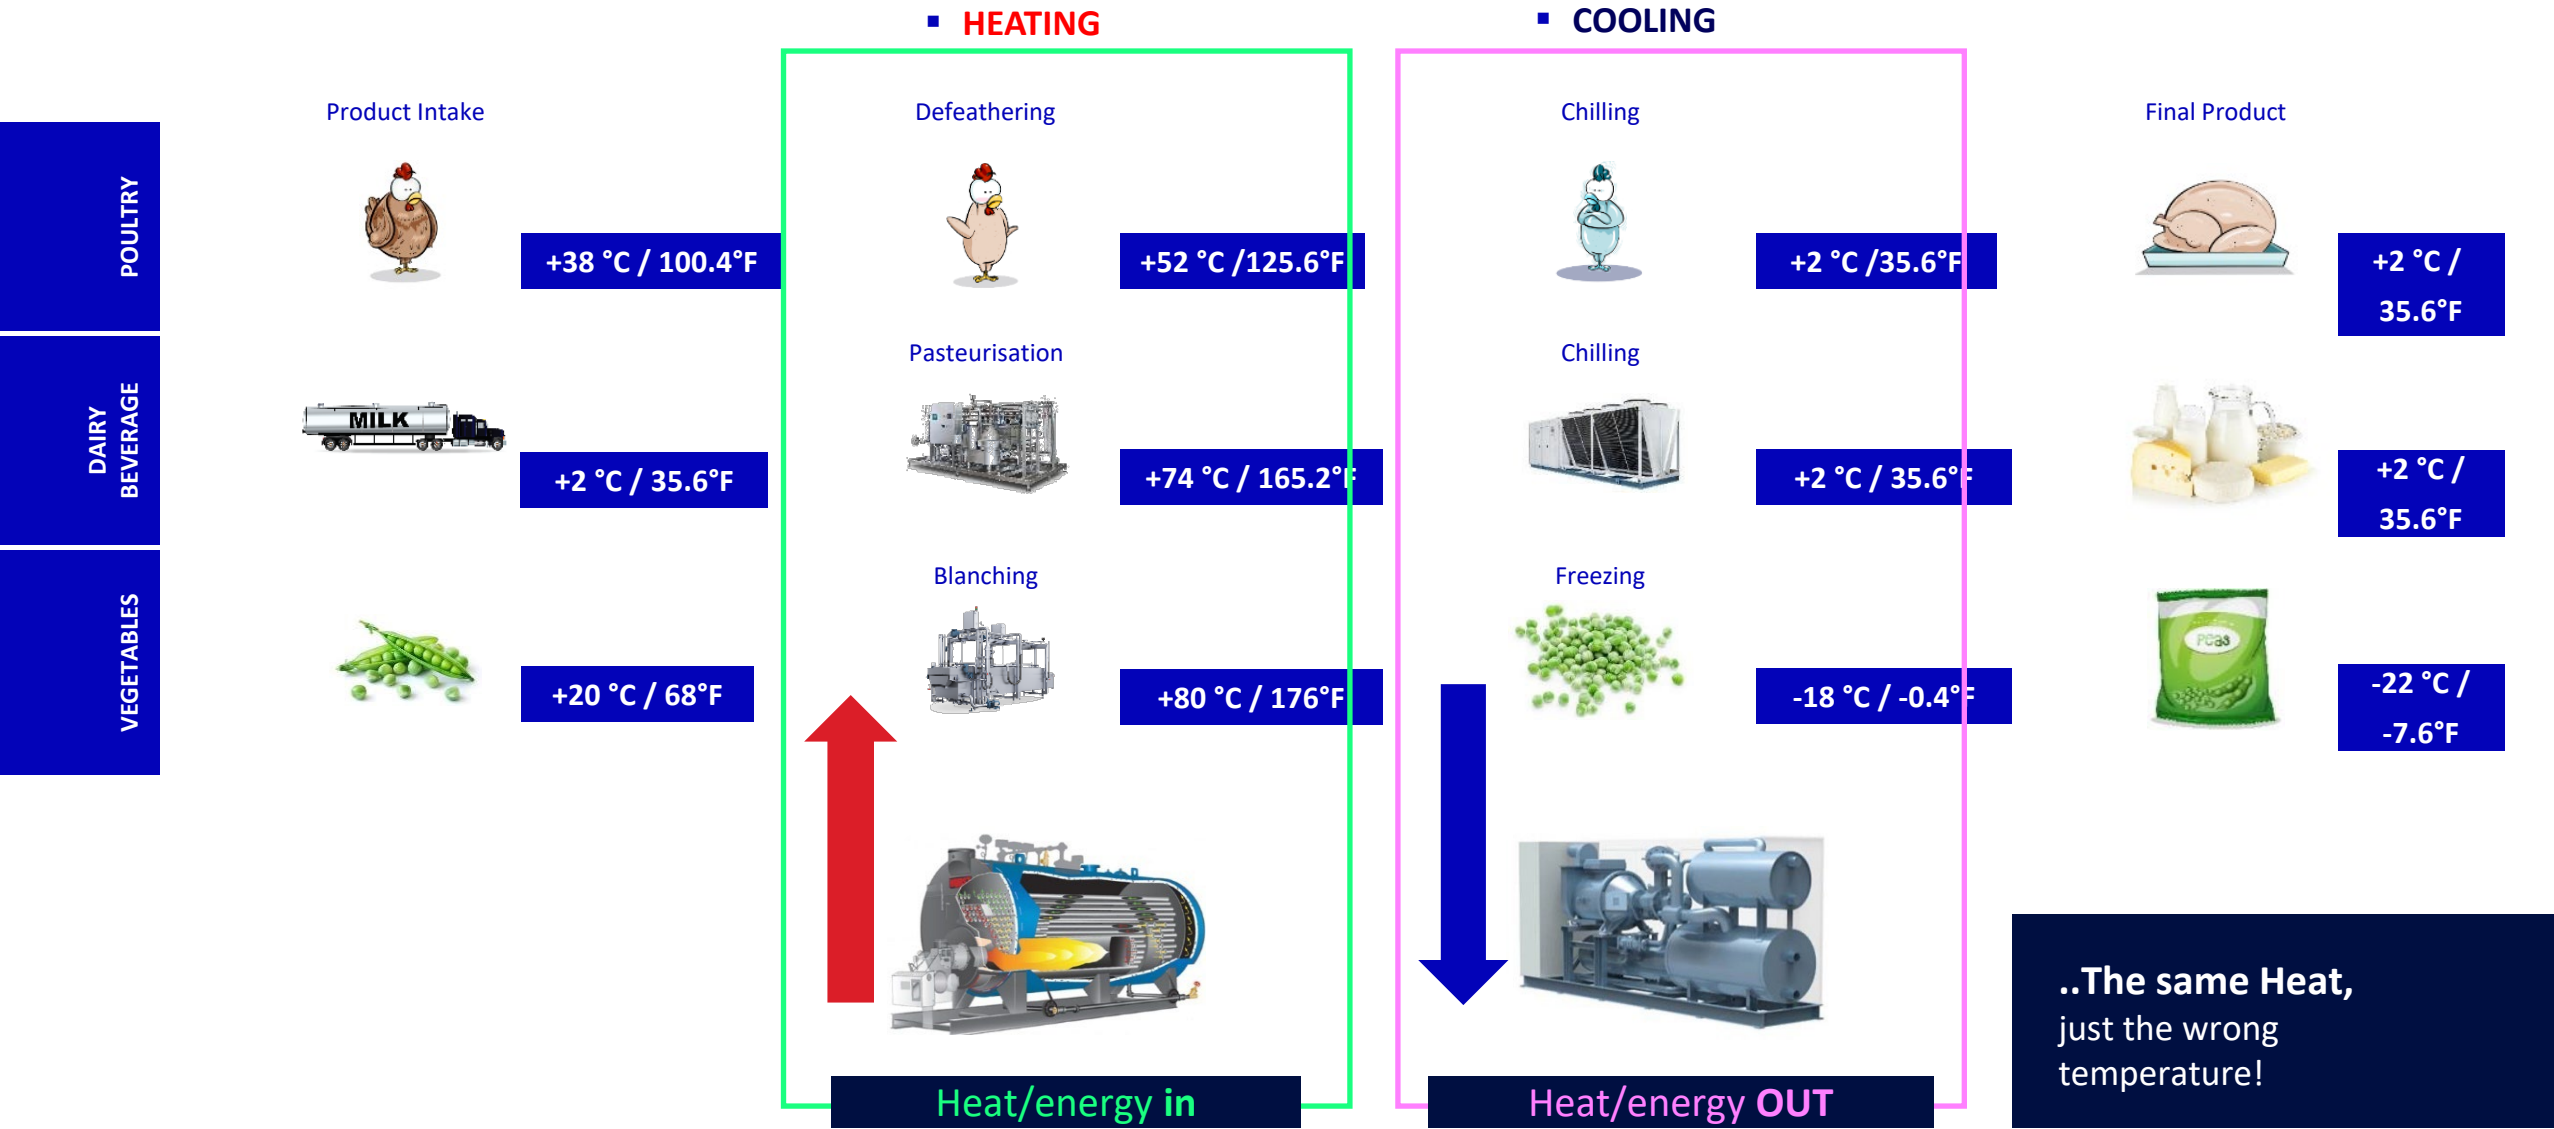 ▪ HEATING
▪ COOLING
Product Intake
Defeathering
Chilling
Final Product
POULTRY
+38 °C / 100.4°F
+52 °C /125.6°F
+2 °C /35.6°F
+2 °C /
35.6°F
Pasteurisation
Chilling
DAIRY
BEVERAGE
MILK
+2 °C / 35.6°F
+74 °C / 165.2°F
+2 °C / 35.6°F
+2 °C /
35.6°F
Blanching
Freezing
VEGETABLES
Peas
+20 °C / 68°F
+80 °C / 176°F
-18 °C / -0.4°F
-22 °C /
-7.6°F
..The same Heat,
just the wrong
temperature!
Heat/energy in
Heat/energy OUT